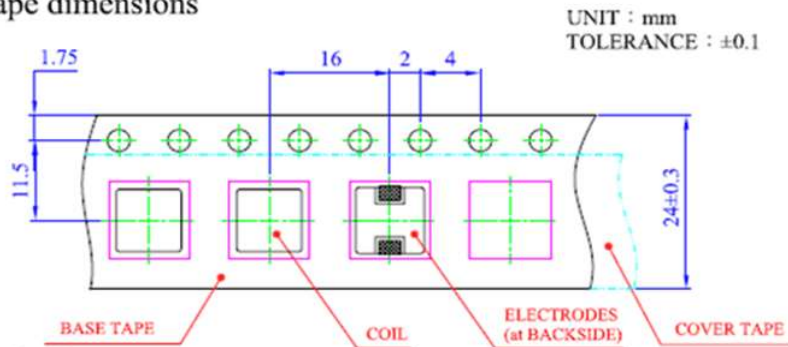 ape dimensions
UNIT : mm
TOLERANCE : ±0.1
1.75
16
2
4
11.5
24±0.3
BASE TAPE
COIL
ELECTRODES
(at BACKSIDE)
COVER TAPE